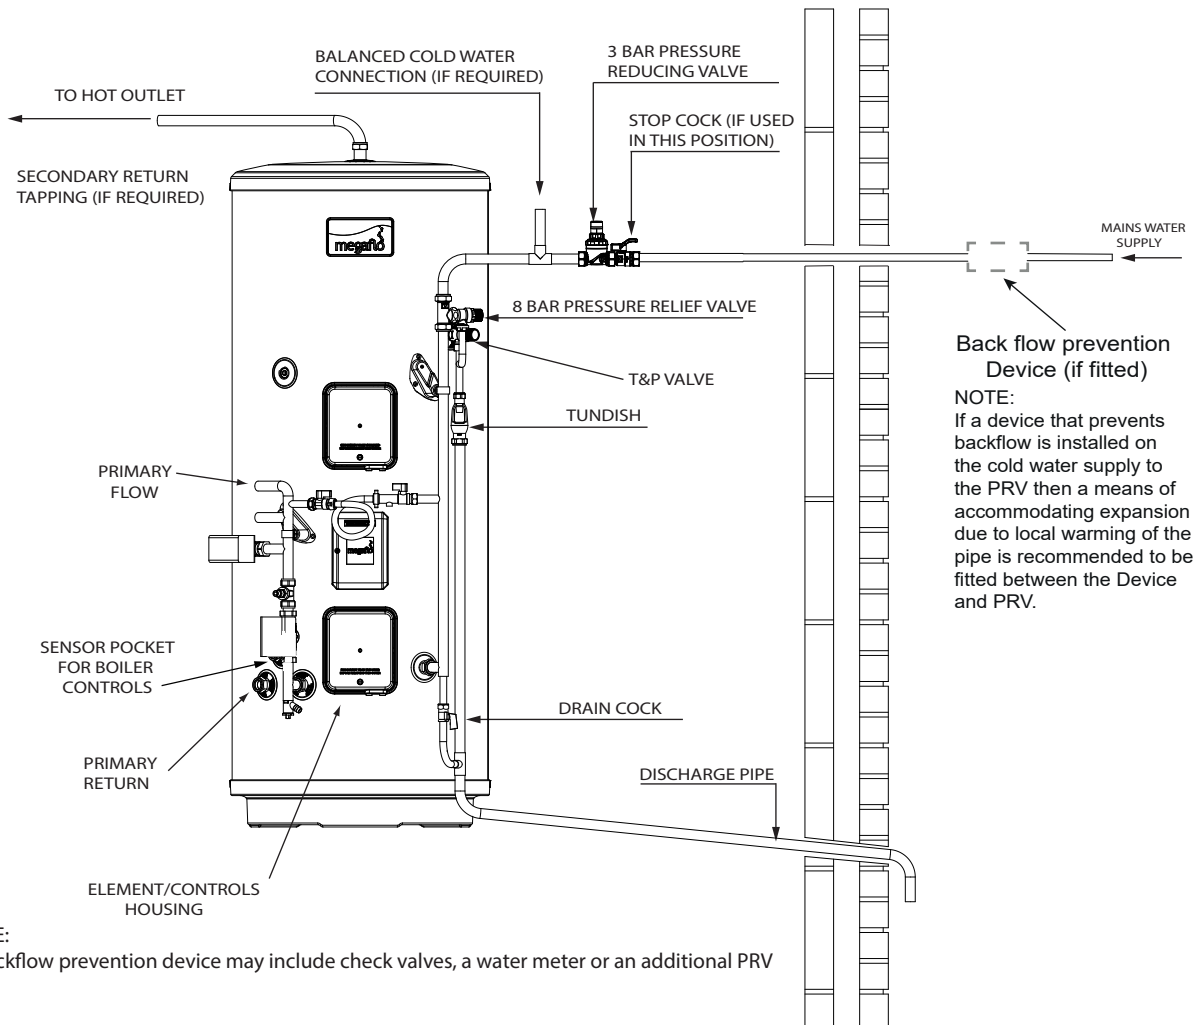 BALANCED COLD WATER
CONNECTION (IF REQUIRED)
3 BAR PRESSURE
REDUCING VALVE
TO HOT OUTLET
STOP COCK (IF USED
IN THIS POSITION)
SECONDARY RETURN
TAPPING (IF REQUIRED)
megaflo
MAINS WATER
SUPPLY
8 BAR PRESSURE RELIEF VALVE
Back flow prevention
Device (if fitted)
NOTE:
If a device that prevents
backflow is installed on
the cold water supply to
the PRV then a means of
accommodating expansion
due to local warming of the
pipe is recommended to be
fitted between the Device
and PRV.
T&P VALVE
TUNDISH
PRIMARY
FLOW
megaflo
SENSOR POCKET
FOR BOILER
CONTROLS
DRAIN COCK
PRIMARY
RETURN
DISCHARGE PIPE
ELEMENT/CONTROLS
HOUSING
E:
ckflow prevention device may include check valves, a water meter or an additional PRV